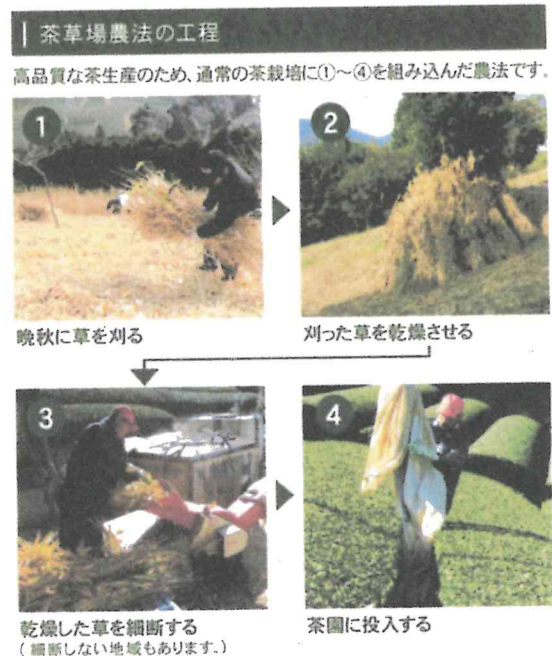 茶草場農法の工程
高品質な茶生産のため、通常の茶栽培に①～④を組み込んだ農法です。
1
2
晩秋に草を刈る
刈った草を乾燥させる
3
4
乾燥した草を細断する
(細断しない地域もあります。)
茶園に投入する